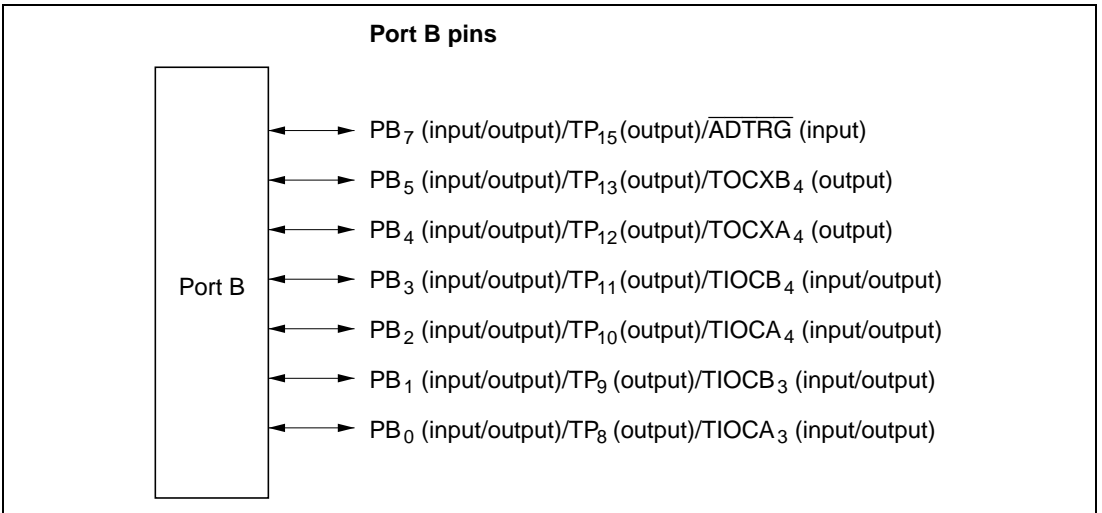 Port B pins
PB₇ (input/output)/TP₁₅(output)/A̅D̅T̅R̅G̅ (input)
PB₅ (input/output)/TP₁₃(output)/TOCXB₄ (output)
PB₄ (input/output)/TP₁₂(output)/TOCXA₄ (output)
Port B
PB₃ (input/output)/TP₁₁(output)/TIOCB₄ (input/output)
PB₂ (input/output)/TP₁₀(output)/TIOCA₄ (input/output)
PB₁ (input/output)/TP₉ (output)/TIOCB₃ (input/output)
PB₀ (input/output)/TP₈ (output)/TIOCA₃ (input/output)